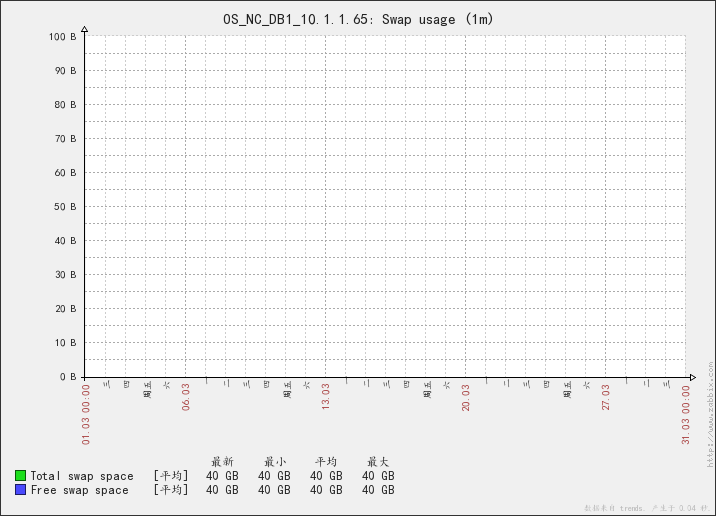 OS_NC_DB1_10.1.1.65: Swap usage (1m)
100 B
90 B
80 B
70 B
60 B
50 B
40 B
30 B
20 B
10 B
0 B
01.03 00:00 三 四 周五 六 06.03 一 二 三 四 周五 六 13.03 一 二 三 四 周五 六 20.03 一 二 三 四 周五 六 27.03 一 二 三 31.03 00:00
http://www.zabbix.com
最新 最小 平均 最大
Total swap space [平均] 40 GB 40 GB 40 GB 40 GB
Free swap space [平均] 40 GB 40 GB 40 GB 40 GB
数据来自 trends. 产生于 0.04 秒